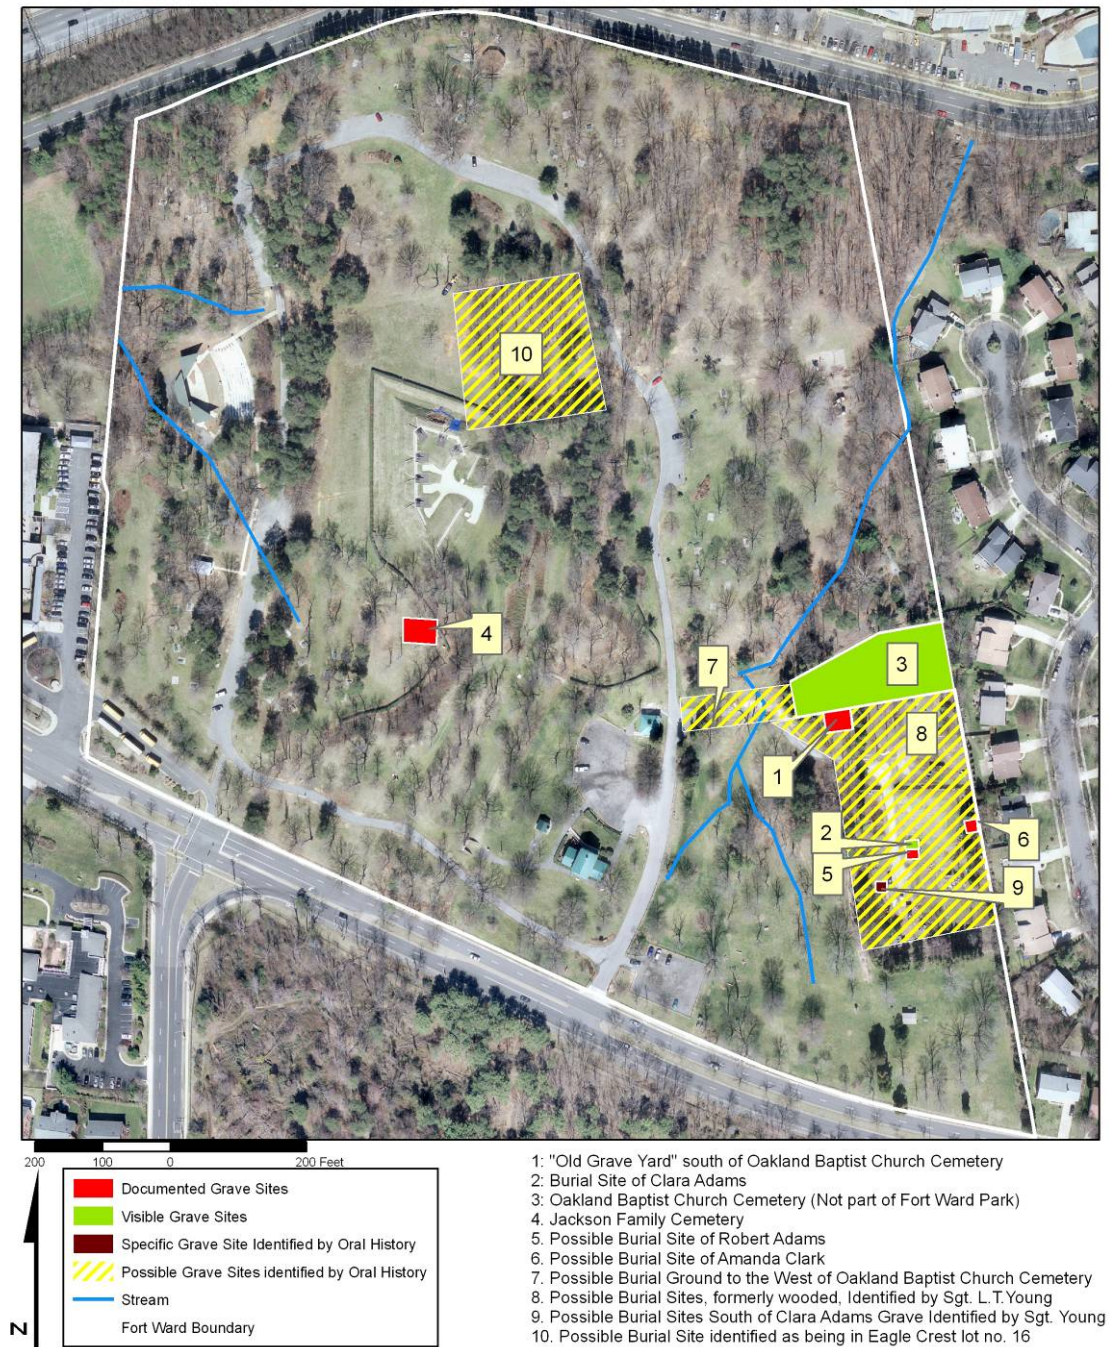 10
4
7
3
8
1
2
6
5
9
200 100 0 200 Feet
Documented Grave Sites
Visible Grave Sites
Specific Grave Site Identified by Oral History
Possible Grave Sites identified by Oral History
Stream
Fort Ward Boundary
N
1: "Old Grave Yard" south of Oakland Baptist Church Cemetery
2: Burial Site of Clara Adams
3: Oakland Baptist Church Cemetery (Not part of Fort Ward Park)
4. Jackson Family Cemetery
5. Possible Burial Site of Robert Adams
6. Possible Burial Site of Amanda Clark
7. Possible Burial Ground to the West of Oakland Baptist Church Cemetery
8. Possible Burial Sites, formerly wooded, Identified by Sgt. L.T.Young
9. Possible Burial Sites South of Clara Adams Grave Identified by Sgt. Young
10. Possible Burial Site identified as being in Eagle Crest lot no. 16